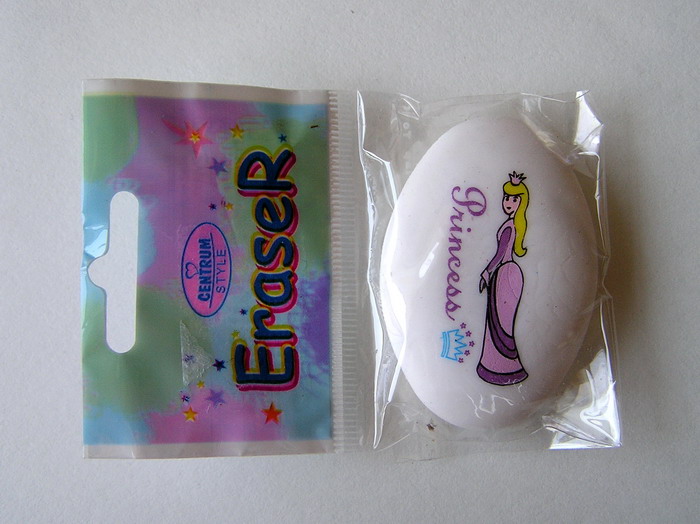 CENTRUM
STYLE
EraseR
Princess